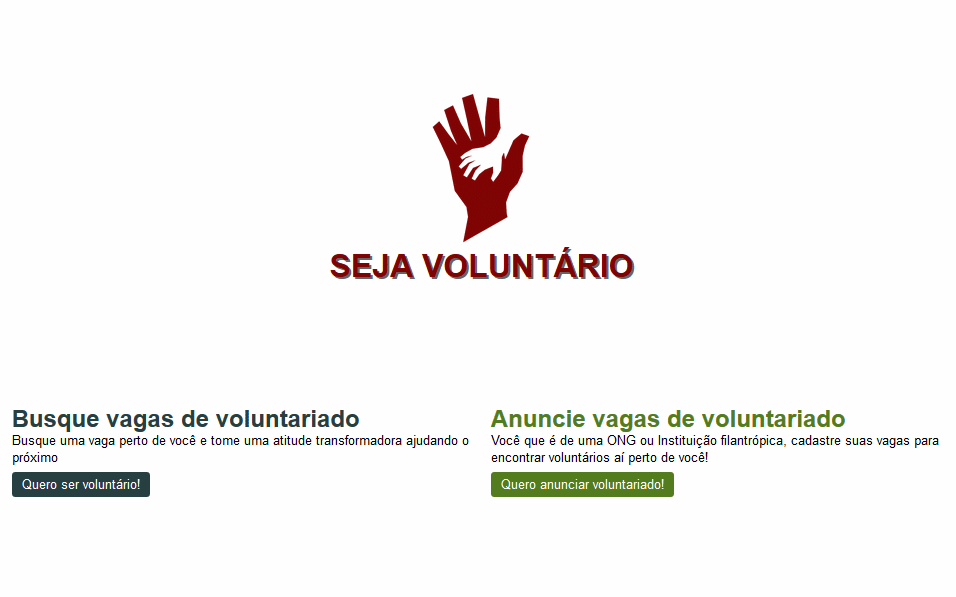 SEJA VOLUNTÁRIO
Busque vagas de voluntariado
Busque uma vaga perto de você e tome uma atitude transformadora ajudando o
próximo
Quero ser voluntário!
Anuncie vagas de voluntariado
Você que é de uma ONG ou Instituição filantrópica, cadastre suas vagas para
encontrar voluntários aí perto de você!
Quero anunciar voluntariado!